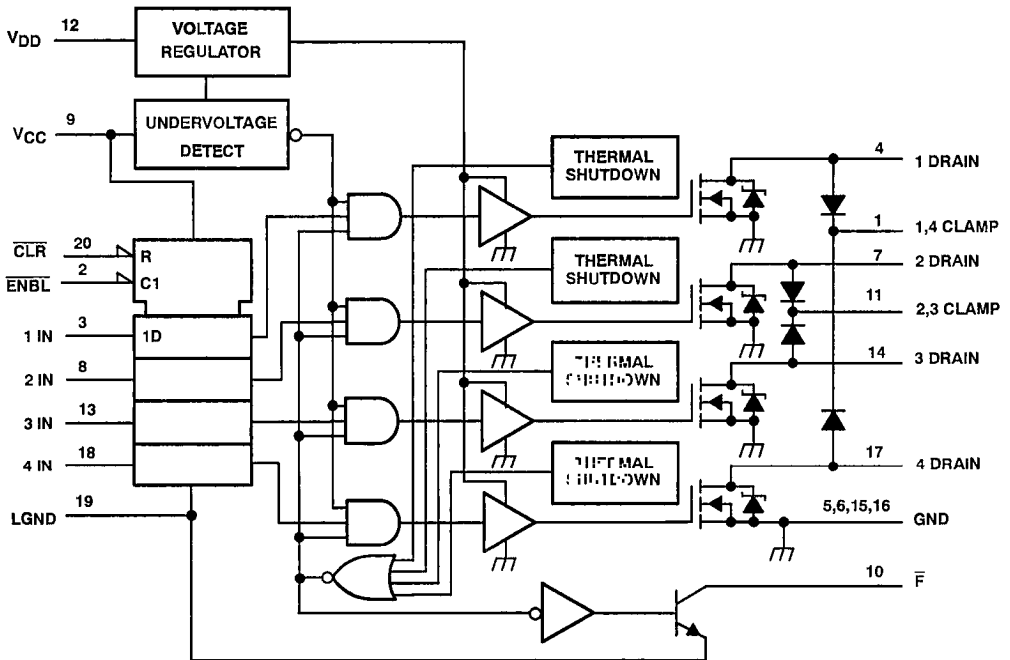 VDD
12
VOLTAGE
REGULATOR
VCC
9
UNDERVOLTAGE
DETECT
THERMAL
SHUTDOWN
4
1 DRAIN
1
1,4 CLAMP
CLR
20
R
ENBL
2
C1
THERMAL
SHUTDOWN
7
2 DRAIN
11
2,3 CLAMP
1 IN
3
1D
2 IN
8
14
3 DRAIN
3 IN
13
4 IN
18
17
4 DRAIN
LGND
19
5,6,15,16
GND
10
F